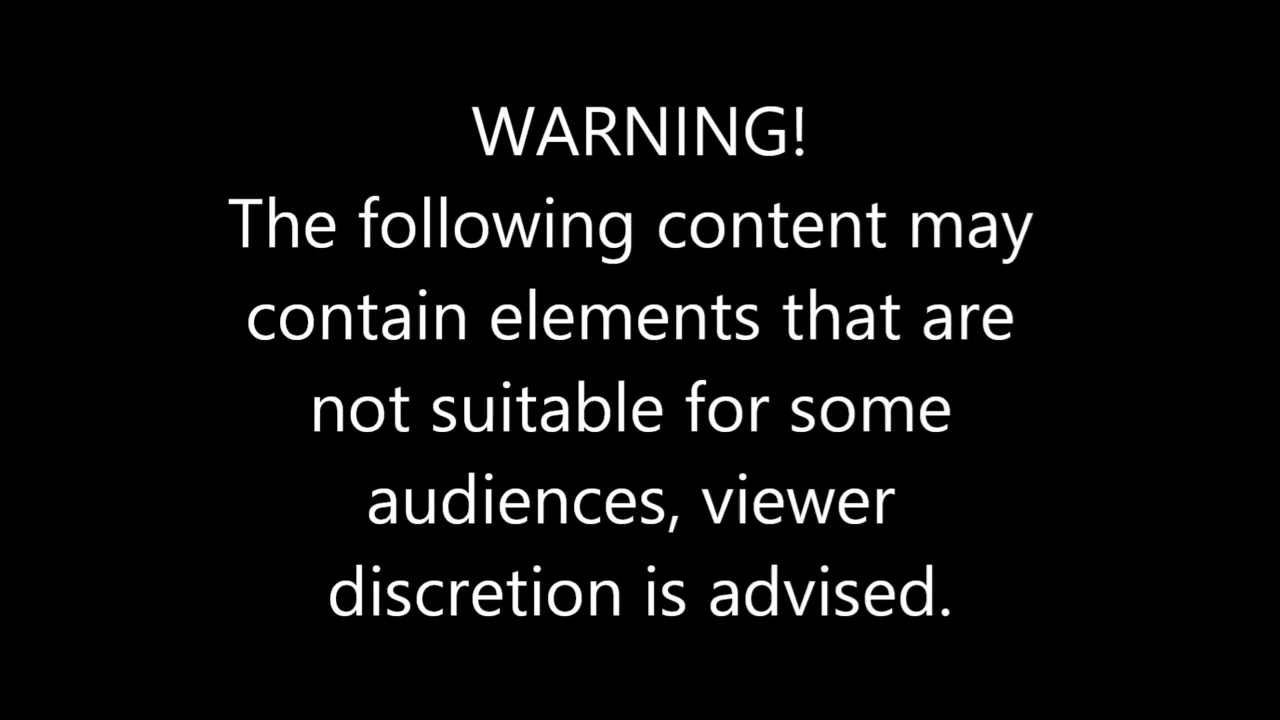 WARNING!
The following content may
contain elements that are
not suitable for some
audiences, viewer
discretion is advised.